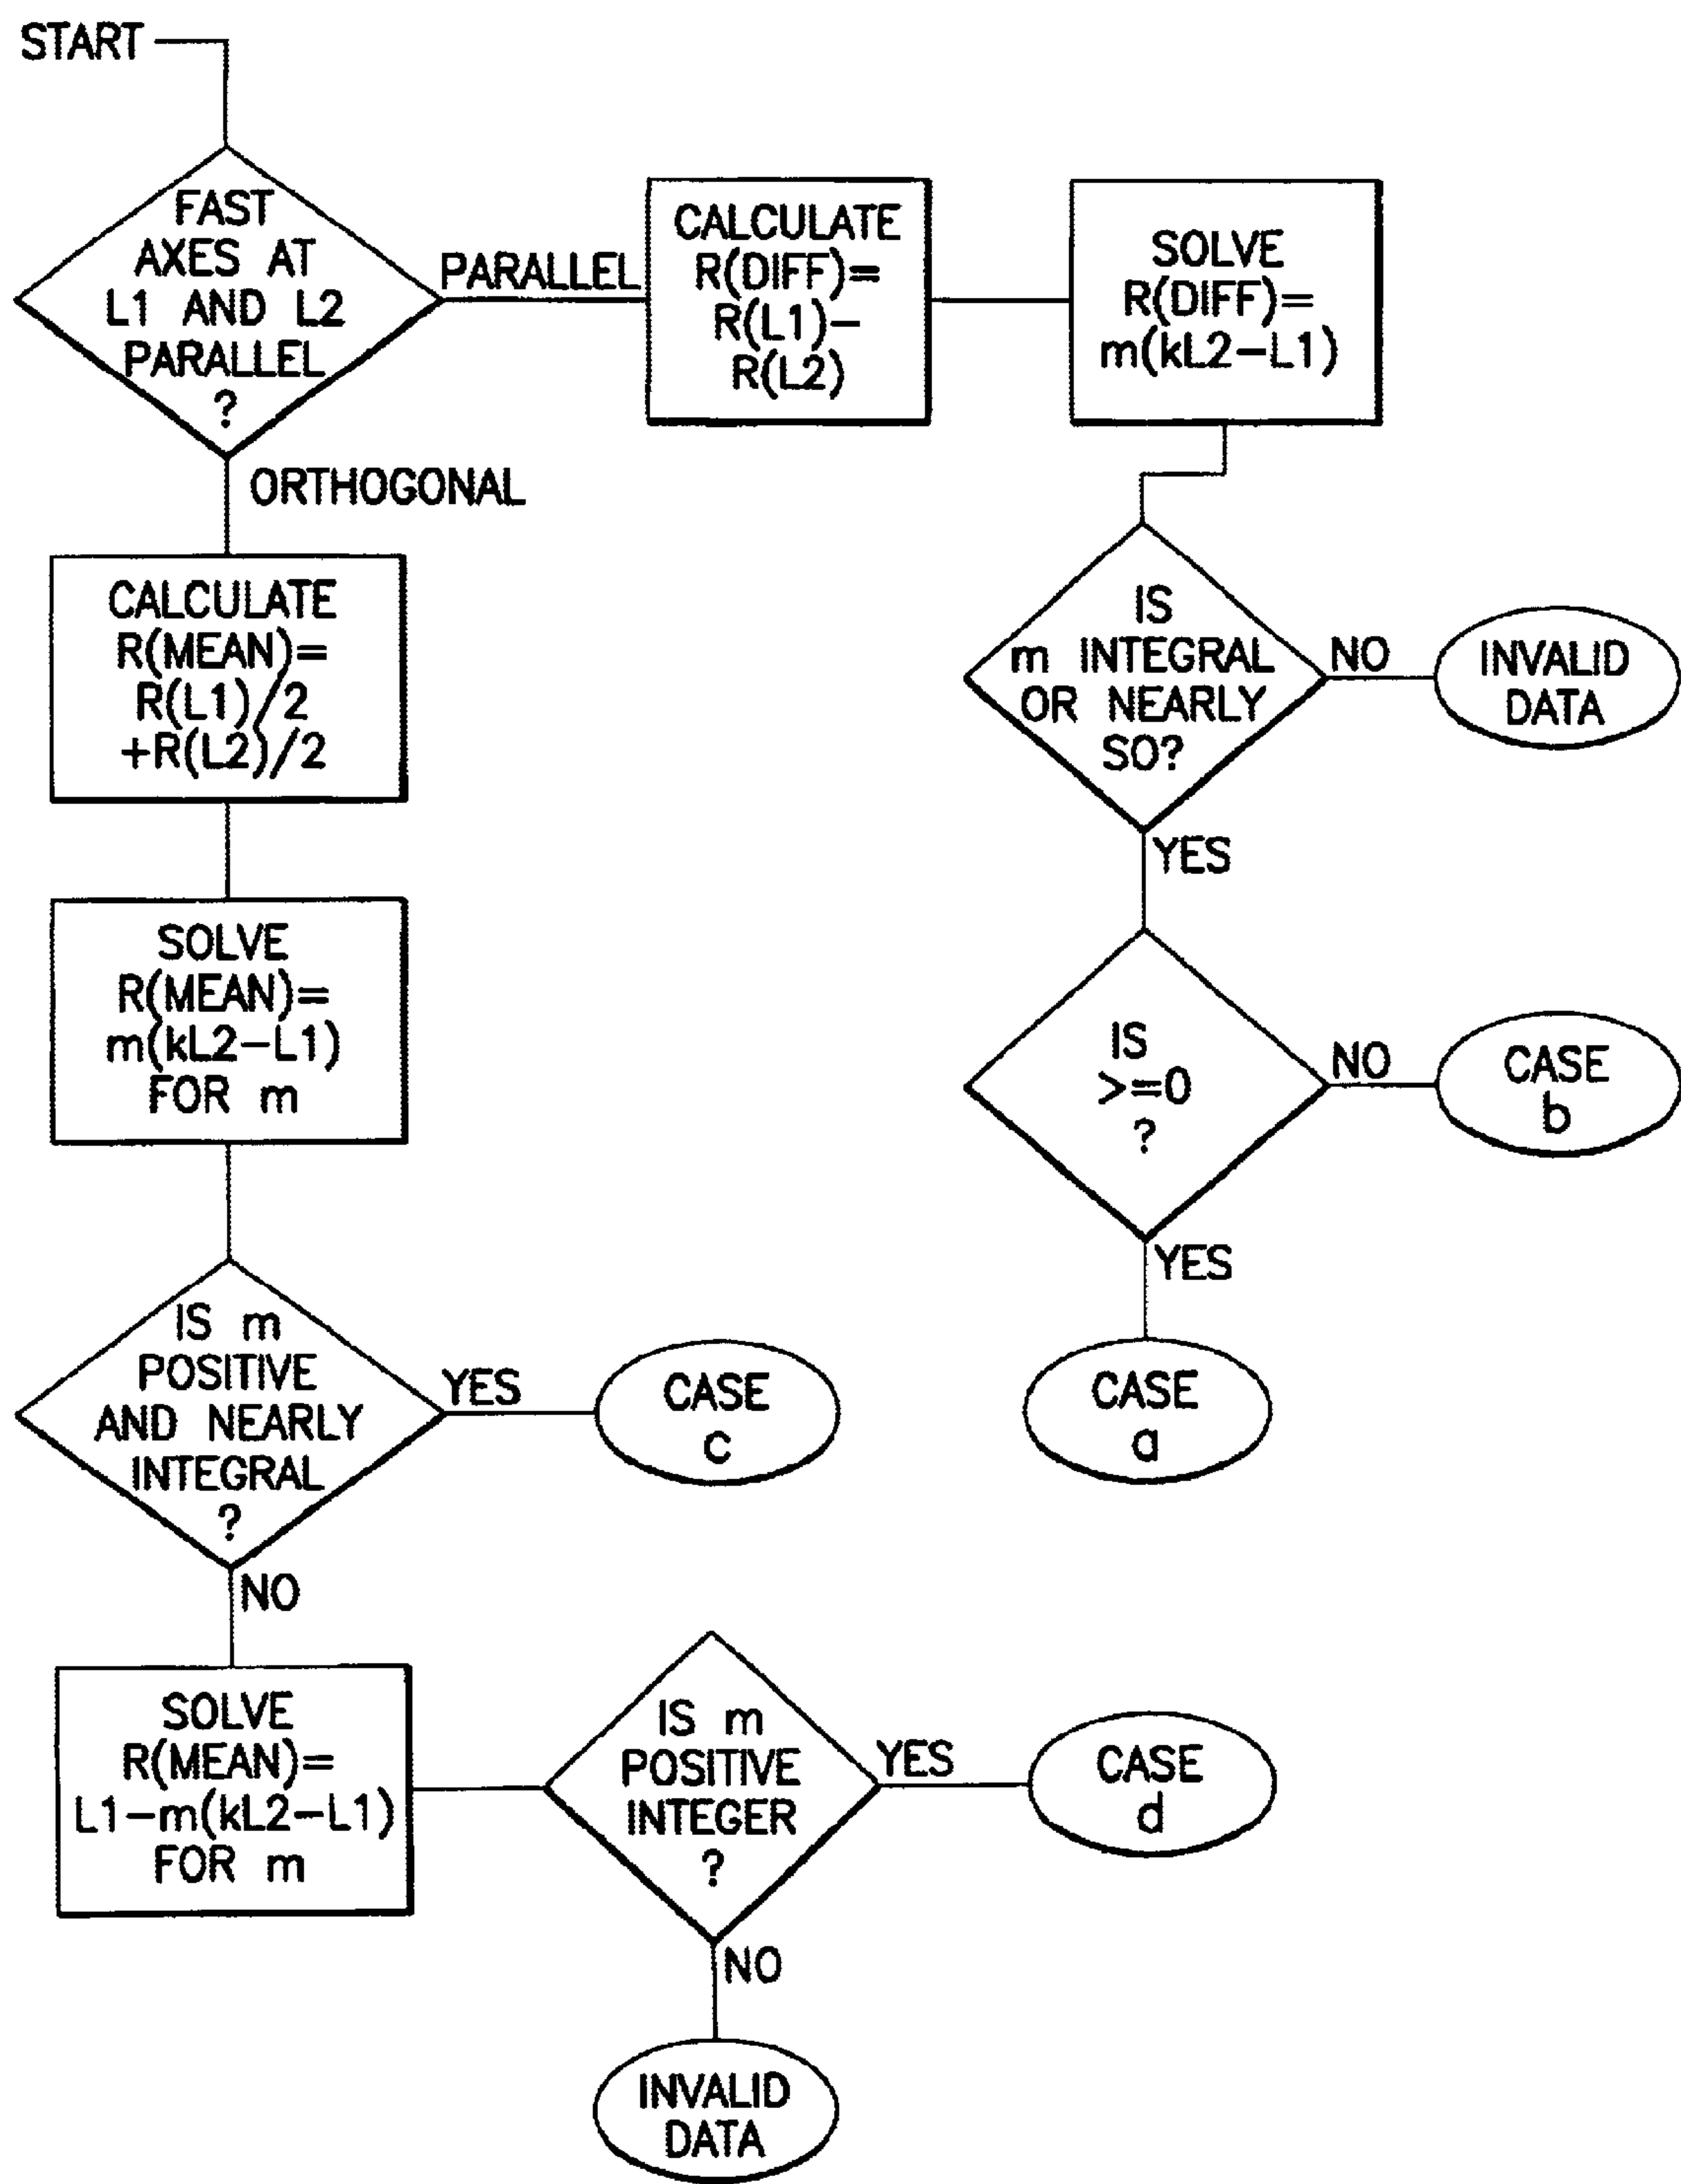 START
FAST
AXES AT
L1 AND L2
PARALLEL
?
PARALLEL
CALCULATE
R(DIFF)=
R(L1)-
R(L2)
SOLVE
R(DIFF)=
m(kL2-L1)
ORTHOGONAL
CALCULATE
R(MEAN)=
R(L1)/2
+R(L2)/2
IS
m INTEGRAL
OR NEARLY
SO?
NO
INVALID
DATA
YES
SOLVE
R(MEAN)=
m(kL2-L1)
FOR m
IS
>=0
?
NO
CASE
b
YES
CASE
a
IS m
POSITIVE
AND NEARLY
INTEGRAL
?
YES
CASE
c
NO
SOLVE
R(MEAN)=
L1-m(kL2-L1)
FOR m
IS m
POSITIVE
INTEGER
?
YES
CASE
d
NO
INVALID
DATA